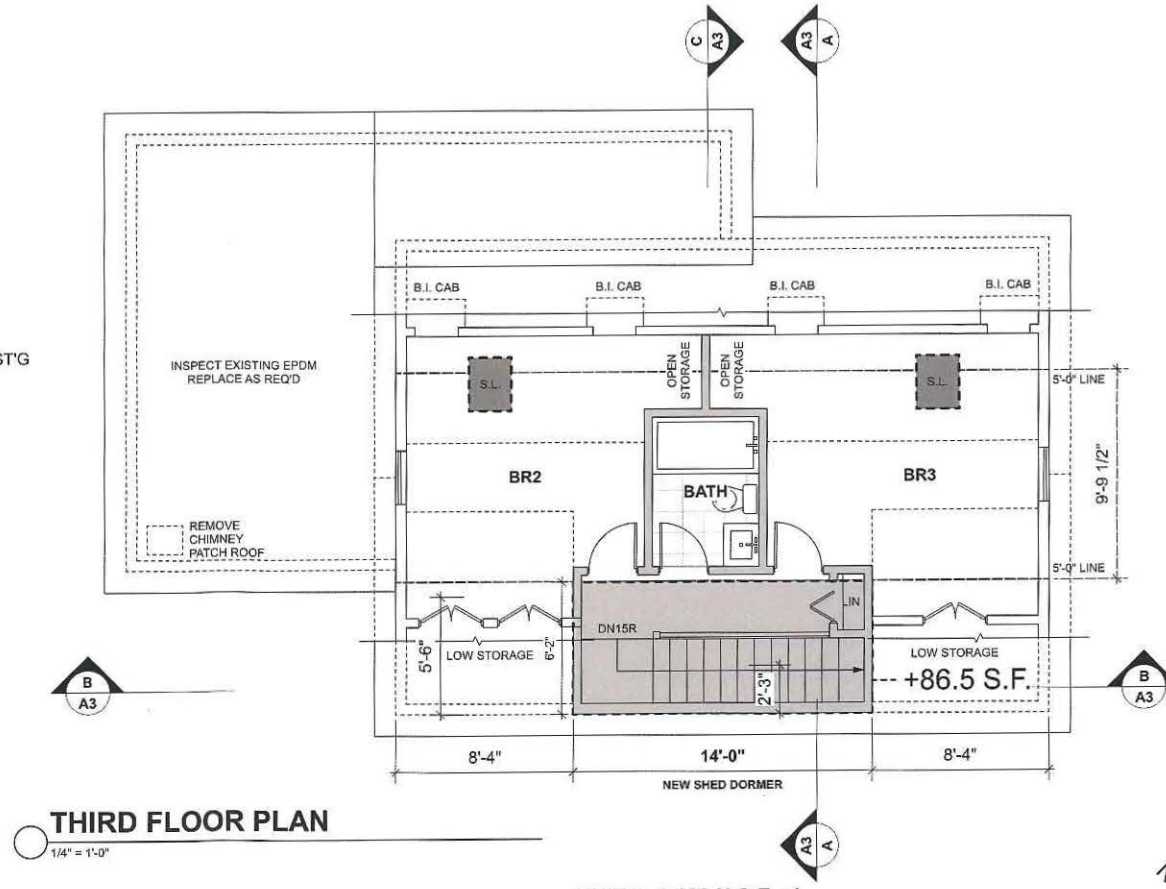 C
A3
A3
A
ST'G
B.I. CAB
B.I. CAB
B.I. CAB
B.I. CAB
INSPECT EXISTING EPDM
REPLACE AS REQ'D
S.L.
OPEN
STORAGE
OPEN
STORAGE
S.L.
5'-0" LINE
9'-9 1/2"
BR2
BATH
BR3
REMOVE
CHIMNEY
PATCH ROOF
5'-0" LINE
LIN
DN15R
5'-6"
LOW STORAGE
6'-2"
2'-3"
LOW STORAGE
+86.5 S.F.
B
A3
B
A3
8'-4"
14'-0"
8'-4"
NEW SHED DORMER
THIRD FLOOR PLAN
1/4" = 1'-0"
A3
A